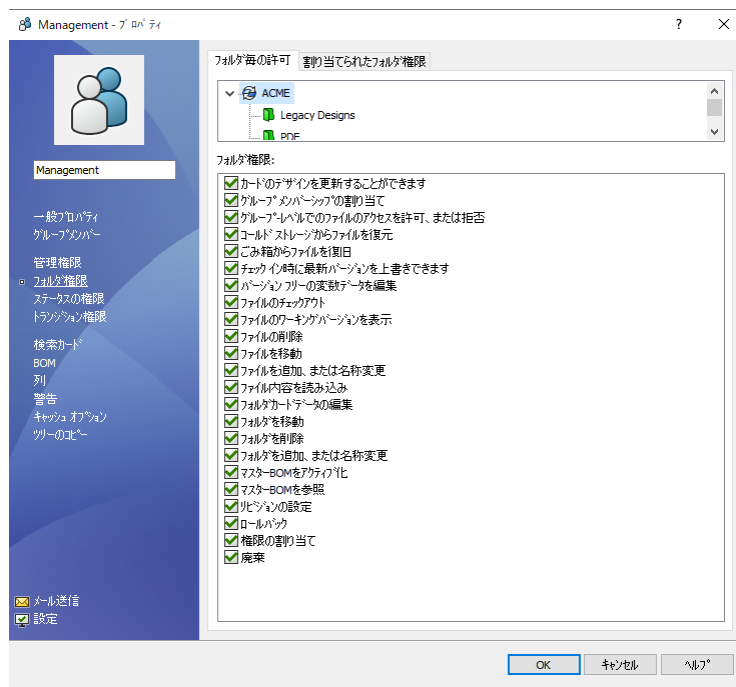 Management - ﾌﾟﾛﾊﾟﾃｨ
?
フォルダ毎の許可
割り当てられたフォルダ権限
ACME
Legacy Designs
PDF
Management
フォルダ権限:
カードのデザインを更新することができます
グループメンバーシップの割り当て
グループ-レベルでのファイルのアクセスを許可、または拒否
コールドストレージからファイルを復元
ごみ箱からファイルを復旧
チェックイン時に最新バージョンを上書きできます
バージョンフリーの変数データを編集
ファイルのチェックアウト
ファイルのワーキングバージョンを表示
ファイルの削除
ファイルを移動
ファイルを追加、または名称変更
ファイル内容を読み込み
フォルダカードデータの編集
フォルダを移動
フォルダを削除
フォルダを追加、または名称変更
マスターBOMをアクティブ化
マスターBOMを参照
リビジョンの設定
ロールバック
権限の割り当て
廃棄
一般プロパティ
グループメンバー
管理権限
フォルダ権限
ステータスの権限
トランジション権限
検索カード
BOM
列
警告
キャッシュ オプション
ツリーのコピー
メール送信
設定
OK
キャンセル
ヘルプ